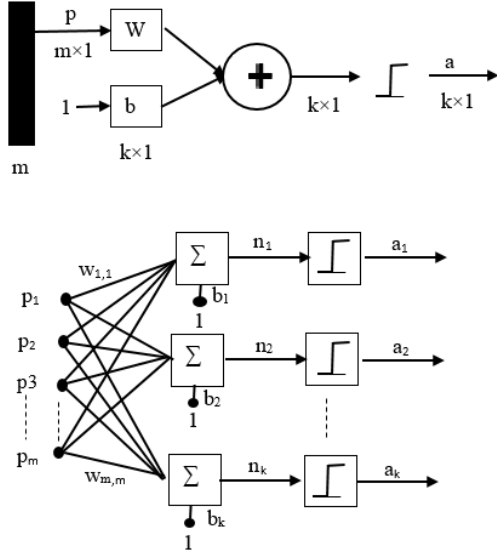 p
W
m×1
1
b
+
k×1
k×1
a
k×1
m
w1,1
p1
p2
p3
pm
wm,m
Σ
b1
1
n1
a1
Σ
b2
1
n2
a2
Σ
bk
1
nk
ak